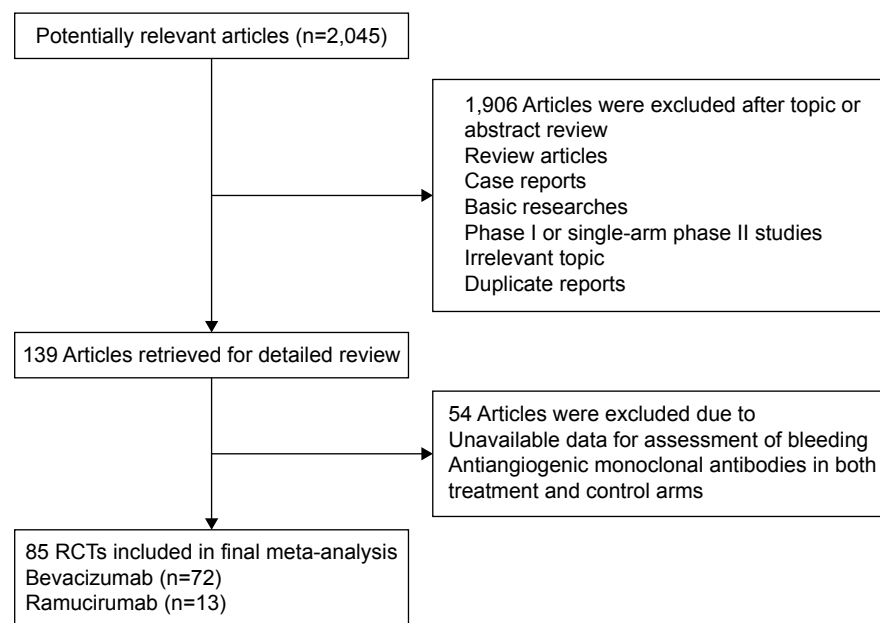 Potentially relevant articles (n=2,045)
1,906 Articles were excluded after topic or
abstract review
Review articles
Case reports
Basic researches
Phase I or single-arm phase II studies
Irrelevant topic
Duplicate reports
139 Articles retrieved for detailed review
54 Articles were excluded due to
Unavailable data for assessment of bleeding
Antiangiogenic monoclonal antibodies in both
treatment and control arms
85 RCTs included in final meta-analysis
Bevacizumab (n=72)
Ramucirumab (n=13)